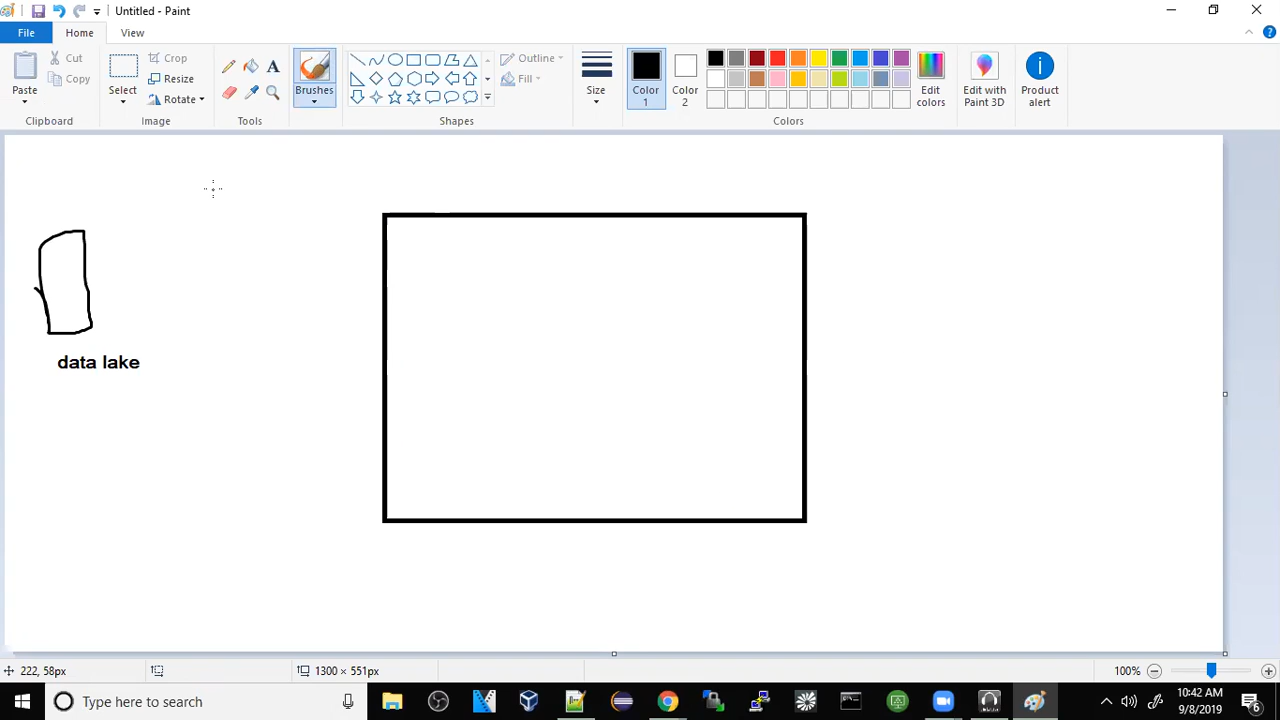 Untitled - Paint
File Home View
Paste
Cut
Copy
Clipboard
Select
Crop
Resize
Rotate
Image
A
Tools
Brushes
Outline
Fill
Shapes
Size
Color 1
Color 2
Edit colors
Colors
Edit with Paint 3D
Product alert
data lake
222, 58px
1300 × 551px
100%
Type here to search
10:42 AM
9/8/2019
6